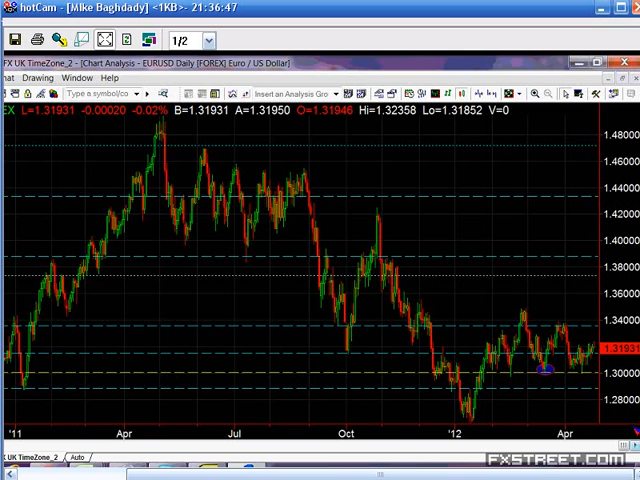 hotCam - [Mike Baghdady] <1KB>- 21:36:47
1/2
FX UK TimeZone_2 - [Chart Analysis - EURUSD Daily [FOREX] Euro / US Dollar]
nat Drawing Window Help
Type a symbol/company
Insert an Analysis Gro
EX L=1.31931 -0.00020 -0.02% B=1.31931 A=1.31950 O=1.31946 Hi=1.32358 Lo=1.31852 V=0
1.48000
1.46000
1.44000
1.42000
1.40000
1.38000
1.36000
1.34000
1.31931
1.30000
1.28000
'11 Apr Jul Oct '12 Apr
X UK TimeZone_2 Auto
FXSTREET.COM